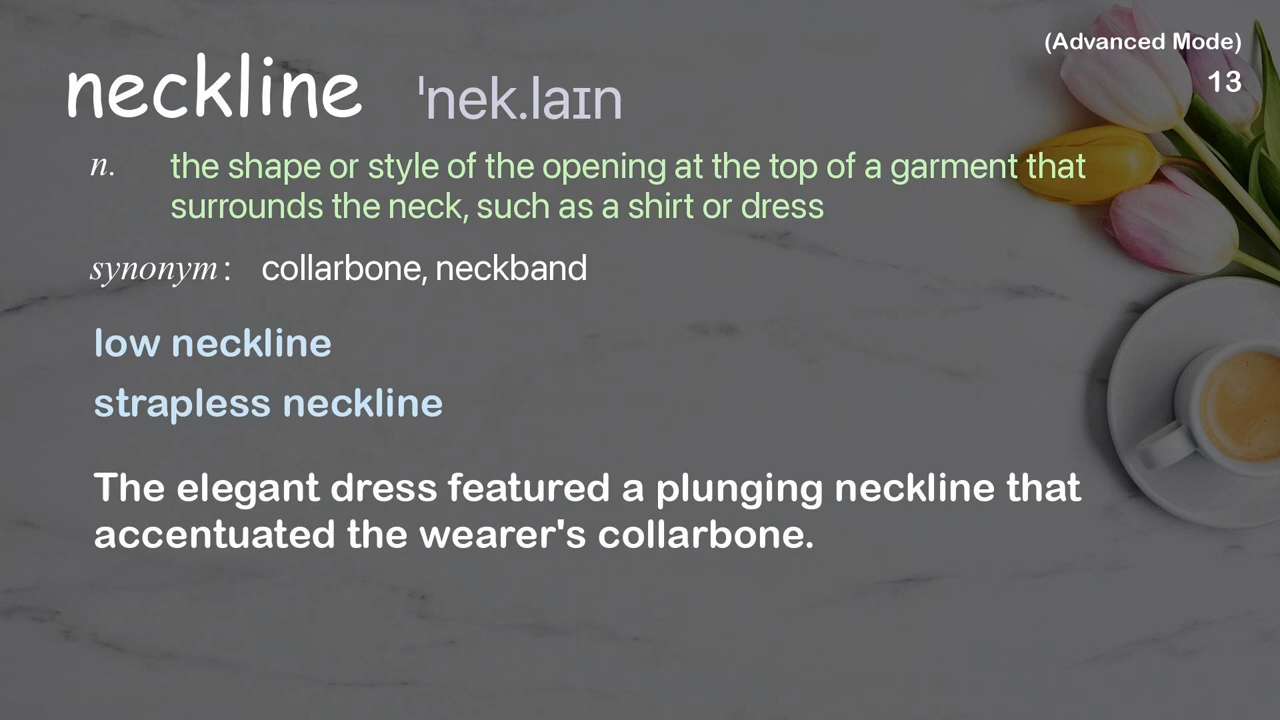 (Advanced Mode)
13
neckline ˈnek.laɪn
n. the shape or style of the opening at the top of a garment that
surrounds the neck, such as a shirt or dress
synonym: collarbone, neckband
low neckline
strapless neckline
The elegant dress featured a plunging neckline that
accentuated the wearer's collarbone.